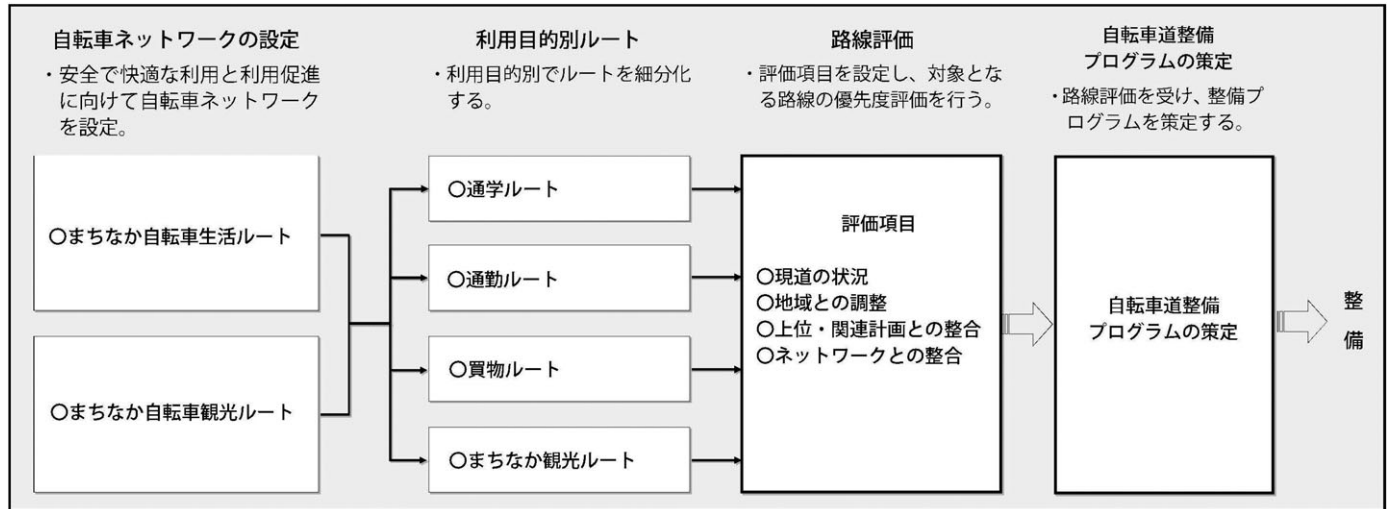 自転車ネットワークの設定
・安全で快適な利用と利用促進
に向けて自転車ネットワーク
を設定。
○まちなか自転車生活ルート
○まちなか自転車観光ルート
利用目的別ルート
・利用目的別でルートを細分化
する。
○通学ルート
○通勤ルート
○買物ルート
○まちなか観光ルート
路線評価
・評価項目を設定し、対象とな
る路線の優先度評価を行う。
評価項目
○現道の状況
○地域との調整
○上位・関連計画との整合
○ネットワークとの整合
自転車道整備
プログラムの策定
・路線評価を受け、整備プ
ログラムを策定する。
自転車道整備
プログラムの策定
整
備